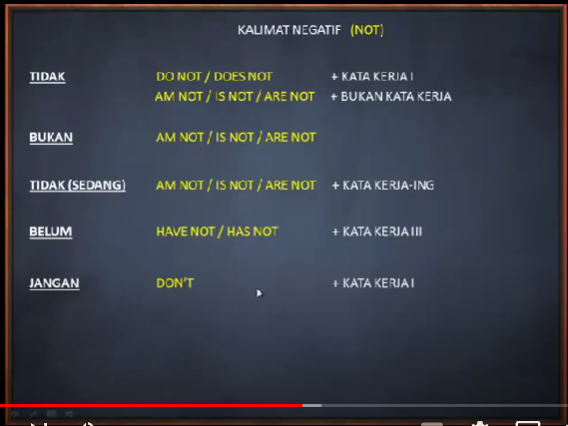 KALIMAT NEGATIF (NOT)
TIDAK DO NOT / DOES NOT + KATA KERJA I
AM NOT / IS NOT / ARE NOT + BUKAN KATA KERJA
BUKAN AM NOT / IS NOT / ARE NOT
TIDAK (SEDANG) AM NOT / IS NOT / ARE NOT + KATA KERJA-ING
BELUM HAVE NOT / HAS NOT + KATA KERJA III
JANGAN DON'T + KATA KERJA I